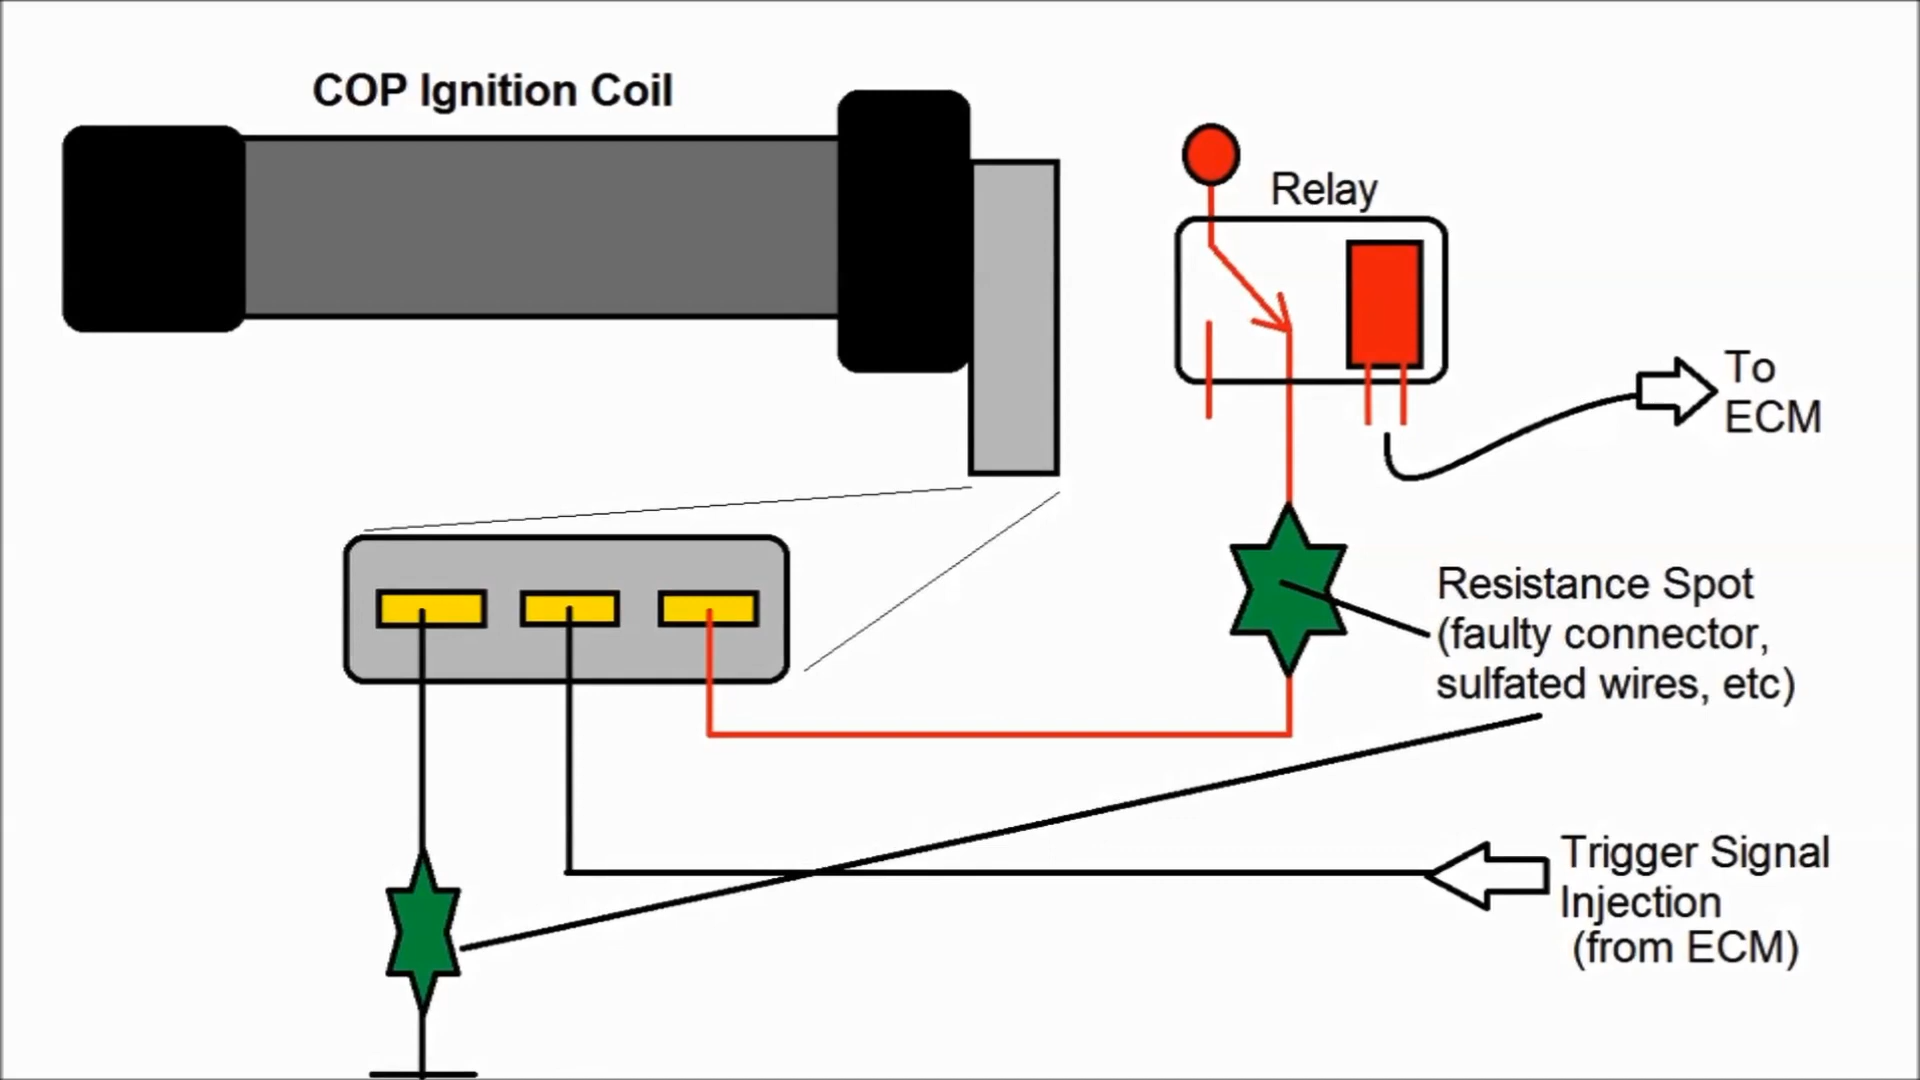 COP Ignition Coil
Relay
To
ECM
Resistance Spot
(faulty connector,
sulfated wires, etc)
Trigger Signal
Injection
(from ECM)